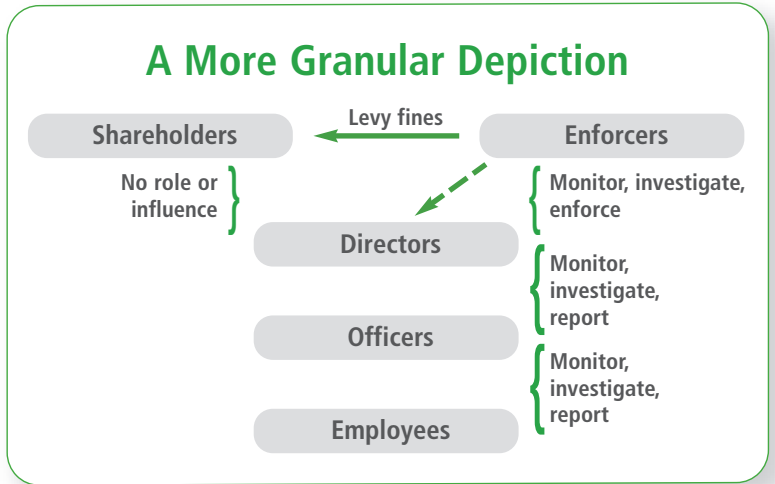 A More Granular Depiction
Levy fines
Shareholders
Enforcers
No role or
influence
Monitor, investigate,
enforce
Directors
Monitor,
investigate,
report
Officers
Monitor,
investigate,
report
Employees